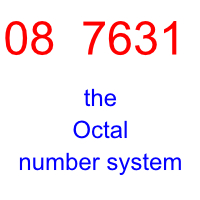 08 7631
the
Octal
number system